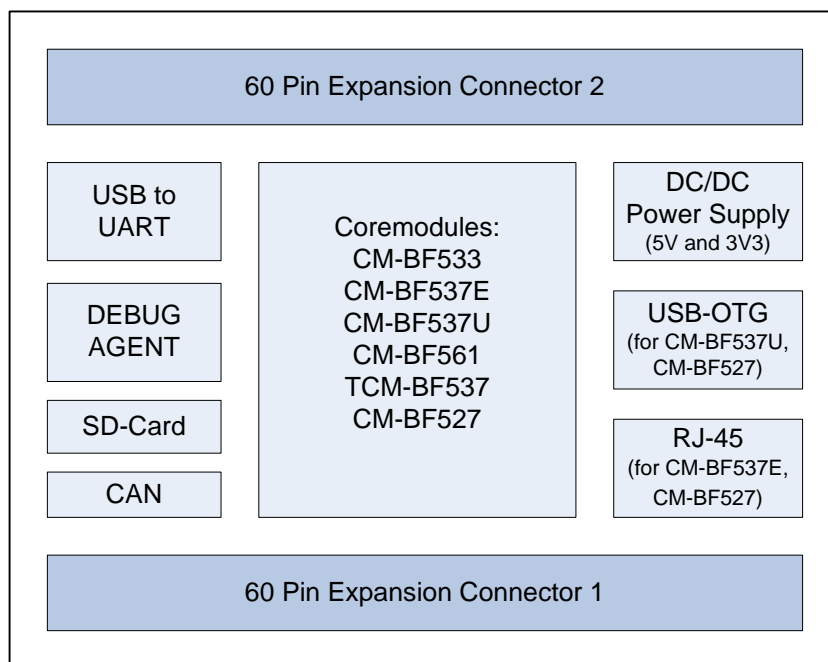 60 Pin Expansion Connector 2
USB to
UART
DEBUG
AGENT
SD-Card
CAN
Coremodules:
CM-BF533
CM-BF537E
CM-BF537U
CM-BF561
TCM-BF537
CM-BF527
DC/DC
Power Supply
(5V and 3V3)
USB-OTG
(for CM-BF537U,
CM-BF527)
RJ-45
(for CM-BF537E,
CM-BF527)
60 Pin Expansion Connector 1